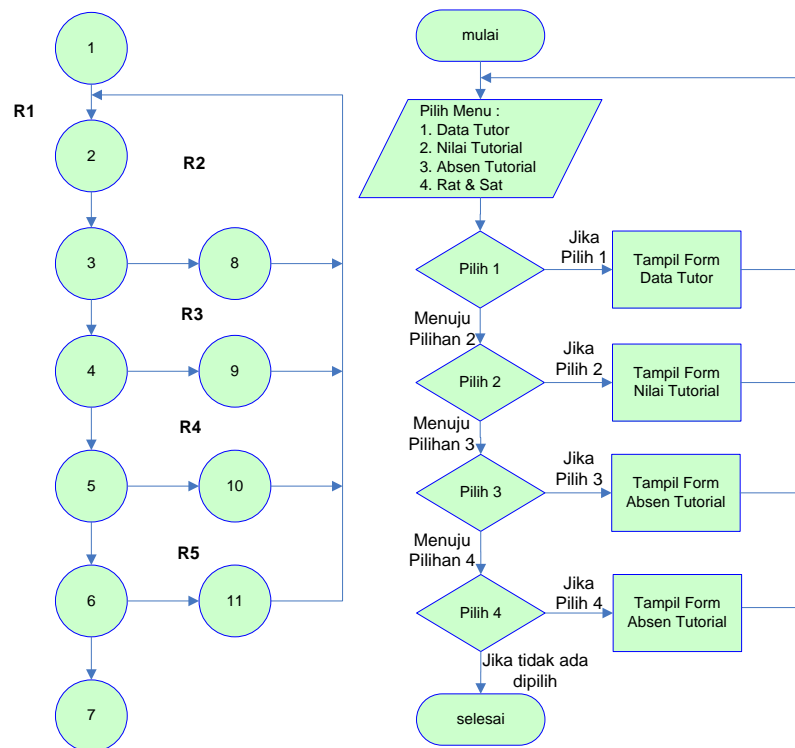 1
R1
2
R2
3
8
R3
4
9
R4
5
10
R5
6
11
7
mulai
Pilih Menu :
1. Data Tutor
2. Nilai Tutorial
3. Absen Tutorial
4. Rat & Sat
Pilih 1
Jika
Pilih 1
Tampil Form
Data Tutor
Menuju
Pilihan 2
Pilih 2
Jika
Pilih 2
Tampil Form
Nilai Tutorial
Menuju
Pilihan 3
Pilih 3
Jika
Pilih 3
Tampil Form
Absen Tutorial
Menuju
Pilihan 4
Pilih 4
Jika
Pilih 4
Tampil Form
Absen Tutorial
Jika tidak ada
dipilih
selesai